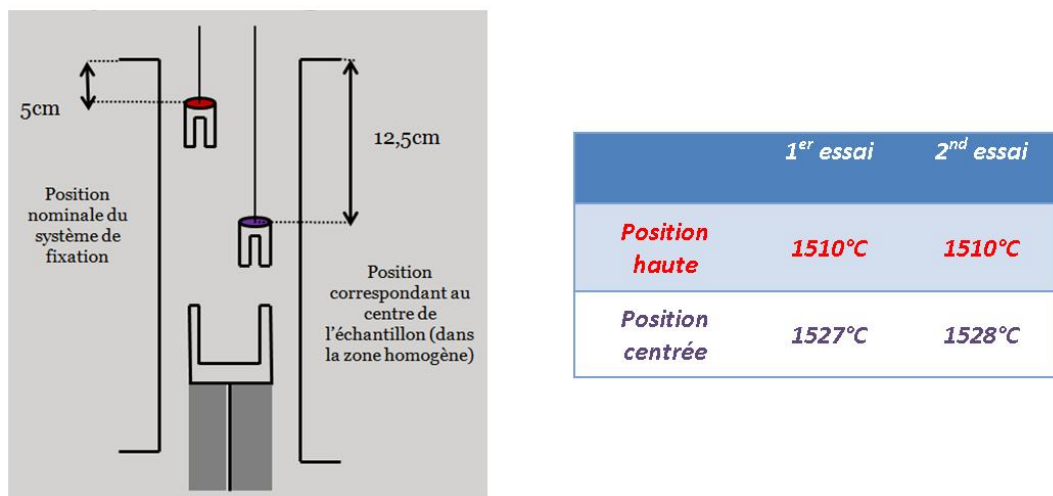 5cm
12,5cm
Position
nominale du
système de
fixation
Position
correspondant au
centre de
l'échantillon (dans
la zone homogène)
1er essai 2nd essai
Position
haute 1510°C 1510°C
Position
centrée 1527°C 1528°C